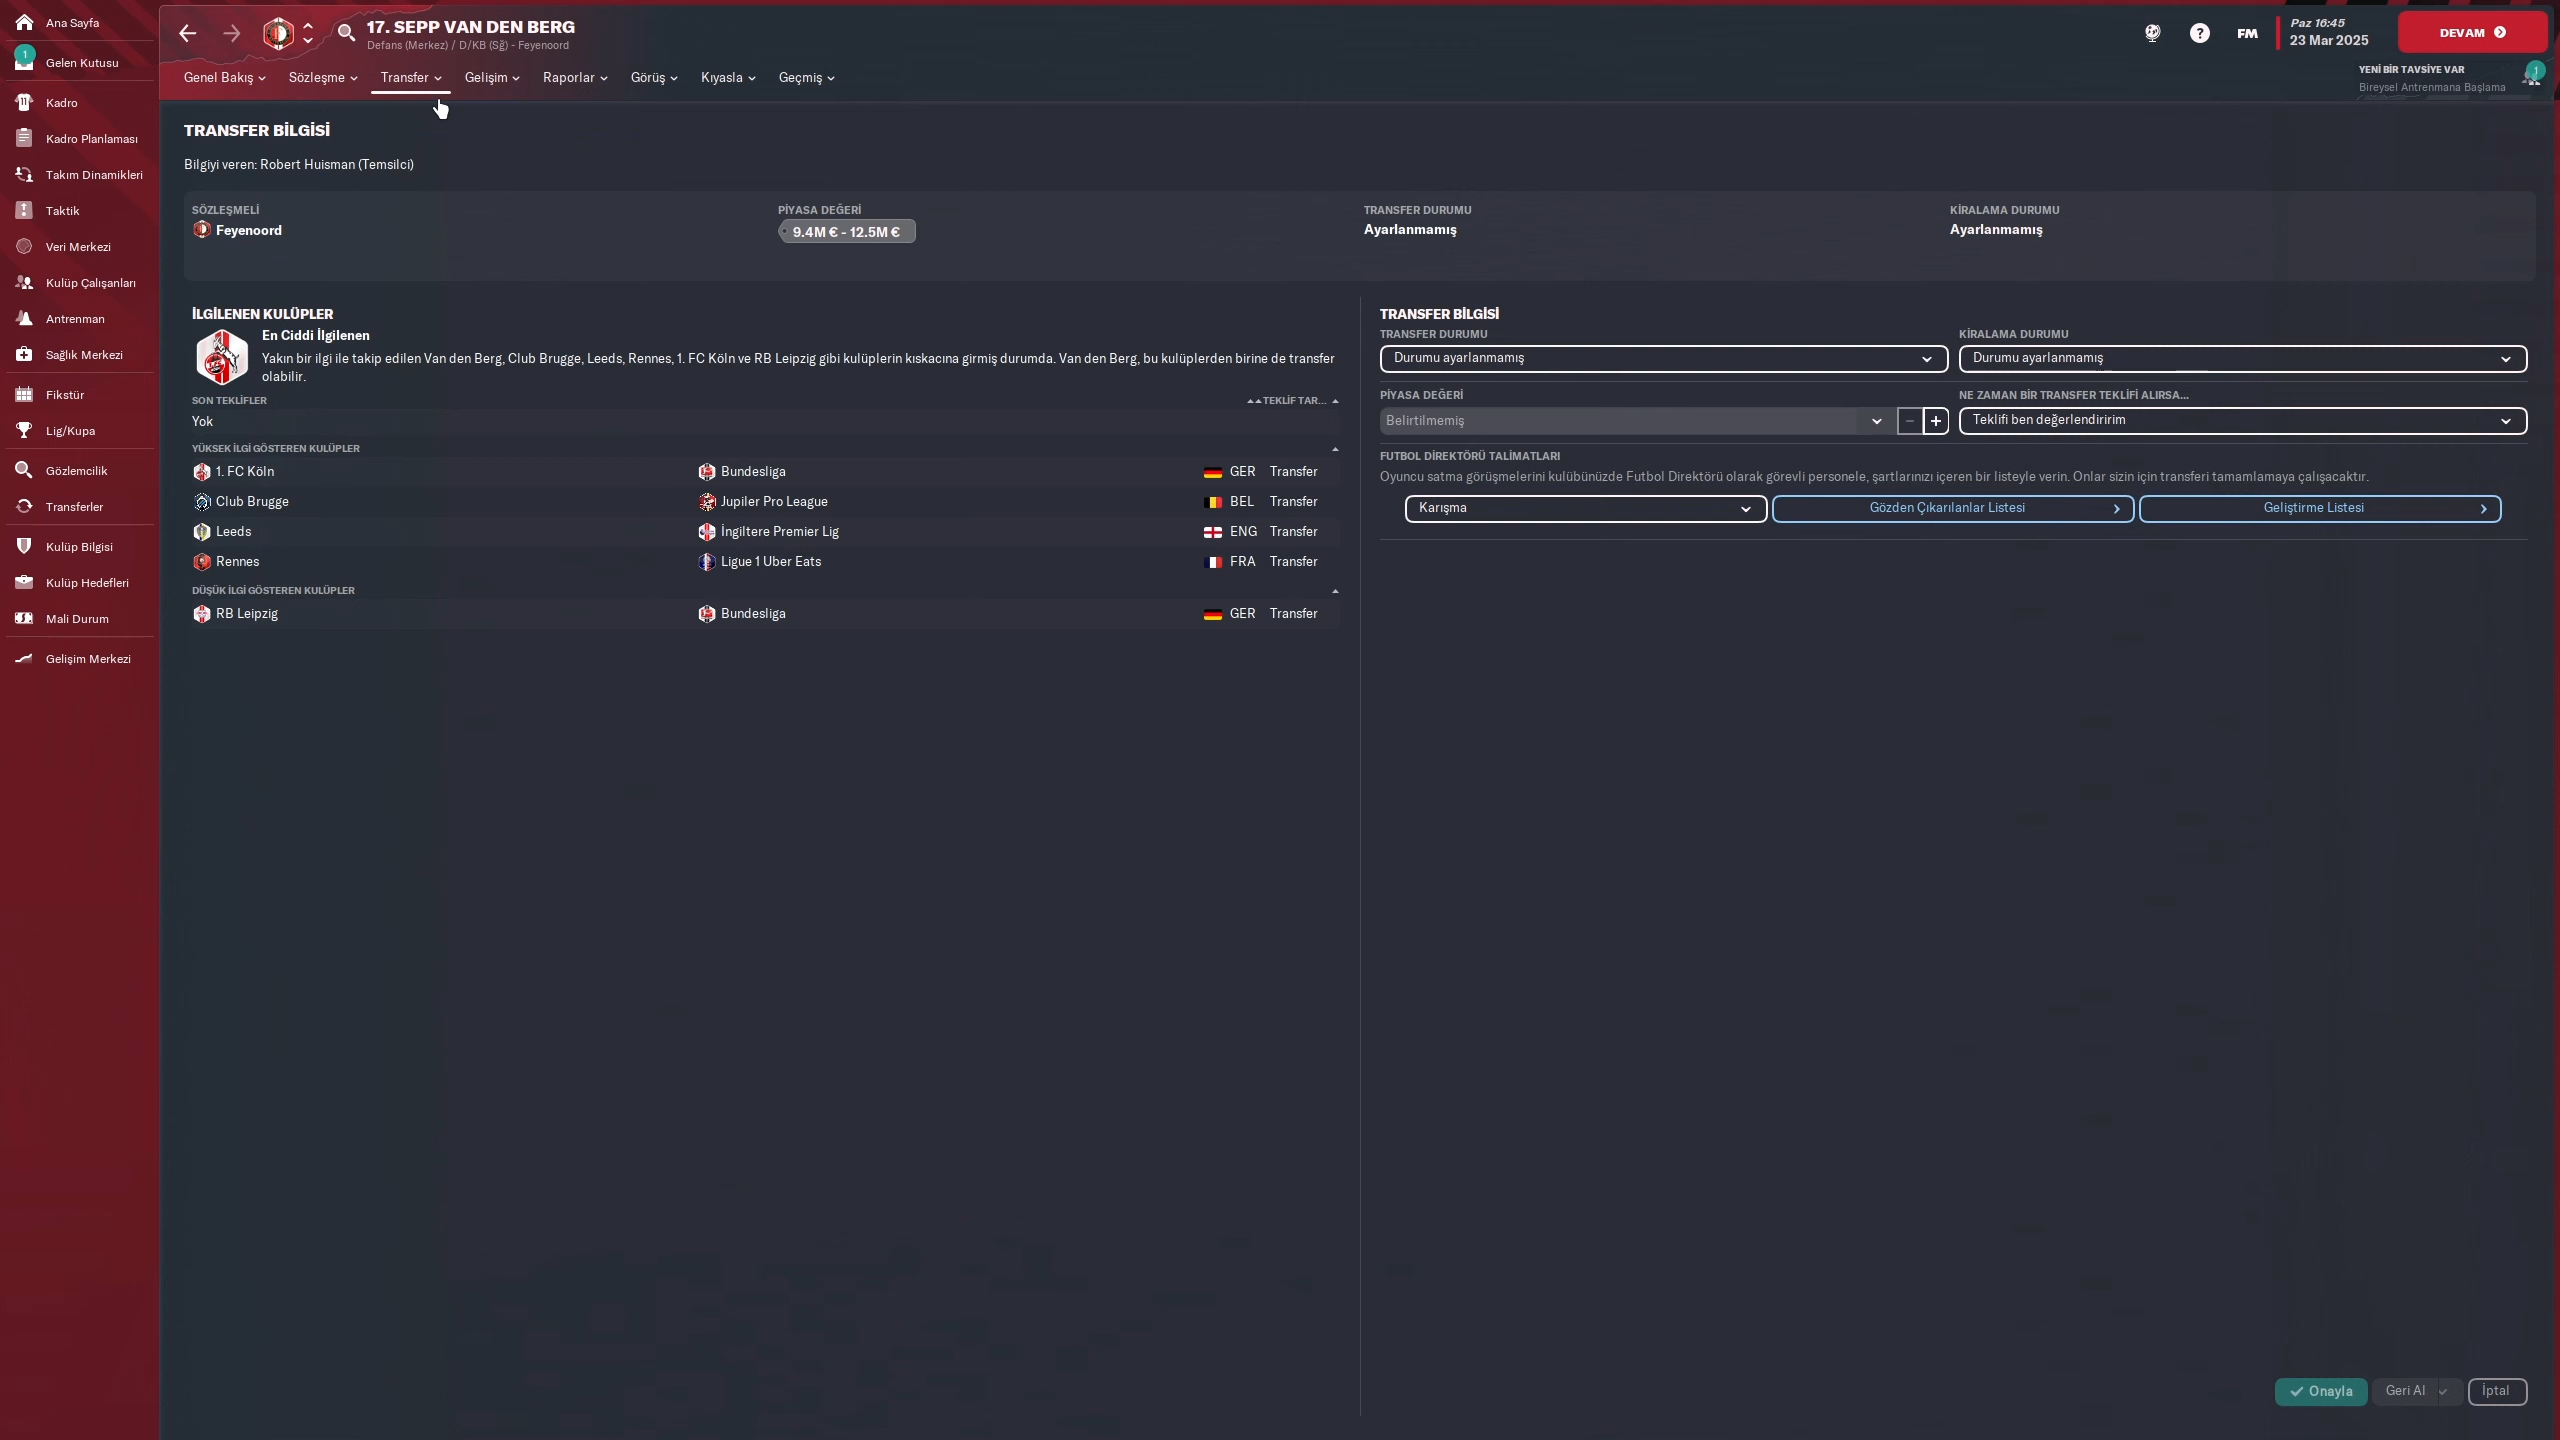 Ana Sayfa
1
Gelen Kutusu
Kadro
Kadro Planlaması
Takım Dinamikleri
Taktik
Veri Merkezi
Kulüp Çalışanları
Antrenman
Sağlık Merkezi
Fikstür
Lig/Kupa
Gözlemcilik
Transferler
Kulüp Bilgisi
Kulüp Hedefleri
Mali Durum
Gelişim Merkezi
17. SEPP VAN DEN BERG
Defans (Merkez) / D/KB (Sğ) - Feyenoord
FM
Paz 16:45
23 Mar 2025
DEVAM
Genel Bakış
Sözleşme
Transfer
Gelişim
Raporlar
Görüş
Kıyasla
Geçmiş
YENİ BİR TAVSİYE VAR
Bireysel Antrenmana Başlama
1
TRANSFER BİLGİSİ
Bilgiyi veren: Robert Huisman (Temsilci)
SÖZLEŞMELİ
Feyenoord
PİYASA DEĞERİ
9.4M € - 12.5M €
TRANSFER DURUMU
Ayarlanmamış
KİRALAMA DURUMU
Ayarlanmamış
İLGİLENEN KULÜPLER
En Ciddi İlgilenen
Yakın bir ilgi ile takip edilen Van den Berg, Club Brugge, Leeds, Rennes, 1. FC Köln ve RB Leipzig gibi kulüplerin kıskacına girmiş durumda. Van den Berg, bu kulüplerden birine de transfer
olabilir.
SON TEKLİFLER
TEKLİF TAR...
Yok
YÜKSEK İLGİ GÖSTEREN KULÜPLER
1. FC Köln Bundesliga GER Transfer
Club Brugge Jupiler Pro League BEL Transfer
Leeds İngiltere Premier Lig ENG Transfer
Rennes Ligue 1 Uber Eats FRA Transfer
DÜŞÜK İLGİ GÖSTEREN KULÜPLER
RB Leipzig Bundesliga GER Transfer
TRANSFER BİLGİSİ
TRANSFER DURUMU
Durumu ayarlanmamış
KİRALAMA DURUMU
Durumu ayarlanmamış
PİYASA DEĞERİ
Belirtilmemiş
NE ZAMAN BİR TRANSFER TEKLİFİ ALIRSA...
Teklifi ben değerlendiririm
FUTBOL DİREKTÖRÜ TALİMATLARI
Oyuncu satma görüşmelerini kulübünüzde Futbol Direktörü olarak görevli personele, şartlarınızı içeren bir listeyle verin. Onlar sizin için transferi tamamlamaya çalışacaktır.
Karışma
Gözden Çıkarılanlar Listesi
Geliştirme Listesi
Onayla
Geri Al
İptal